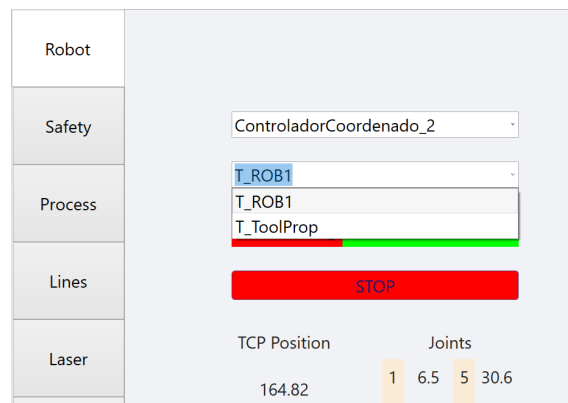 Robot
Safety
Process
Lines
Laser
ControladorCoordenado_2
T_ROB1
T_ROB1
T_ToolProp
STOP
TCP Position
Joints
164.82
1 6.5 5 30.6